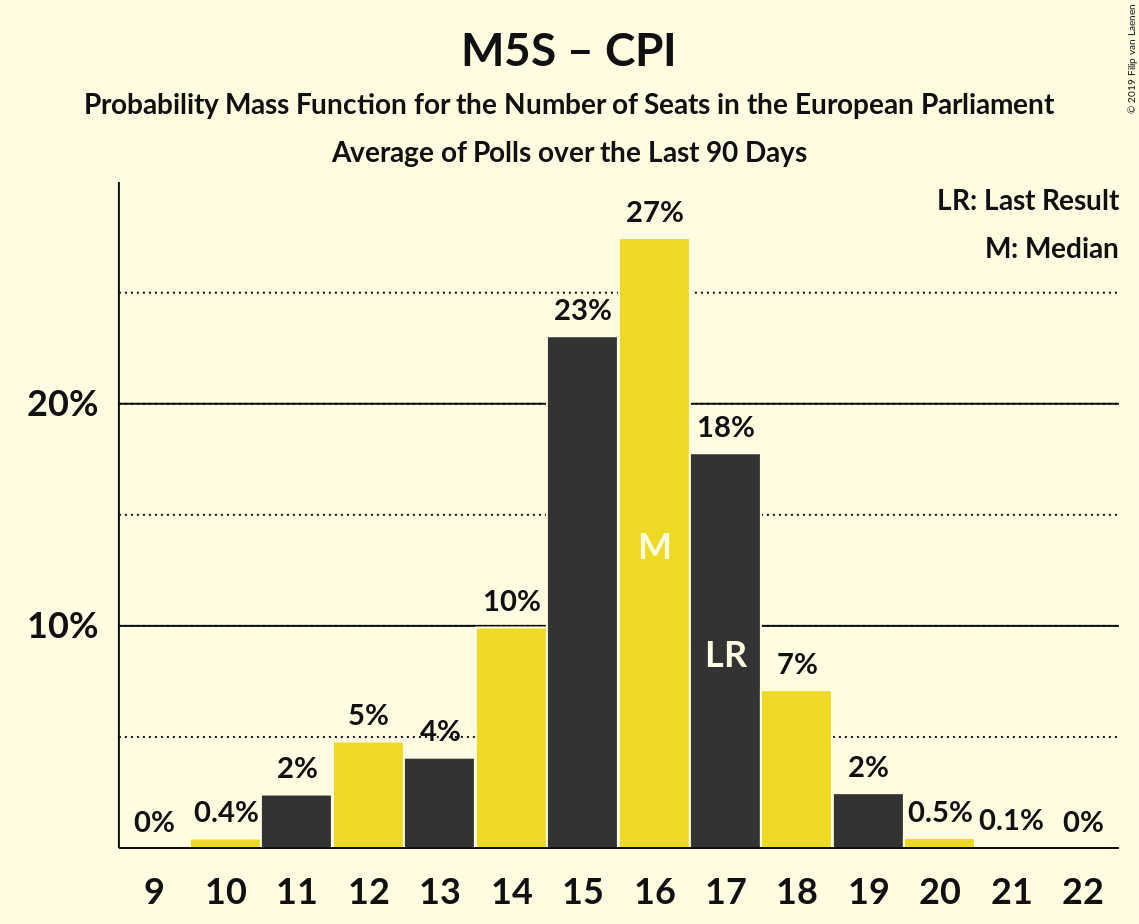 M5S – CPI
Probability Mass Function for the Number of Seats in the European Parliament
Average of Polls over the Last 90 Days
© 2019 Filip van Laenen
LR: Last Result
M: Median
20%
10%
0%
0.4%
2%
5%
4%
10%
23%
27%
18%
7%
2%
0.5%
0.1%
0%
M
LR
9 10 11 12 13 14 15 16 17 18 19 20 21 22